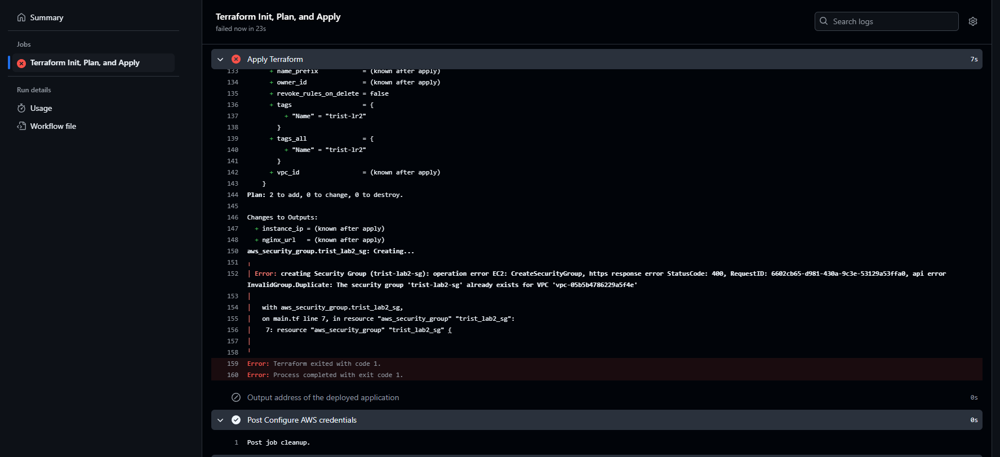 Summary
Jobs
Terraform Init, Plan, and Apply
Run details
Usage
Workflow file
Terraform Init, Plan, and Apply
failed now in 23s
Search logs
Apply Terraform 7s
133 + name_prefix = (known after apply)
134 + owner_id = (known after apply)
135 + revoke_rules_on_delete = false
136 + tags = {
137 + "Name" = "trist-lr2"
138 }
139 + tags_all = {
140 + "Name" = "trist-lr2"
141 }
142 + vpc_id = (known after apply)
143 }
144 Plan: 2 to add, 0 to change, 0 to destroy.
145
146 Changes to Outputs:
147 + instance_ip = (known after apply)
148 + nginx_url = (known after apply)
150 aws_security_group.trist_lab2_sg: Creating...
151 ╷
152 │ Error: creating Security Group (trist-lab2-sg): operation error EC2: CreateSecurityGroup, https response error StatusCode: 400, RequestID: 6602cb65-d981-430a-9c3e-53129a53ffa0, api error
InvalidGroup.Duplicate: The security group 'trist-lab2-sg' already exists for VPC 'vpc-05b5b4786229a5f4e'
153 │
154 │ with aws_security_group.trist_lab2_sg,
155 │ on main.tf line 7, in resource "aws_security_group" "trist_lab2_sg":
156 │ 7: resource "aws_security_group" "trist_lab2_sg" {
157 │
158 ╵
159 Error: Terraform exited with code 1.
160 Error: Process completed with exit code 1.
Output address of the deployed application 0s
Post Configure AWS credentials 0s
1 Post job cleanup.